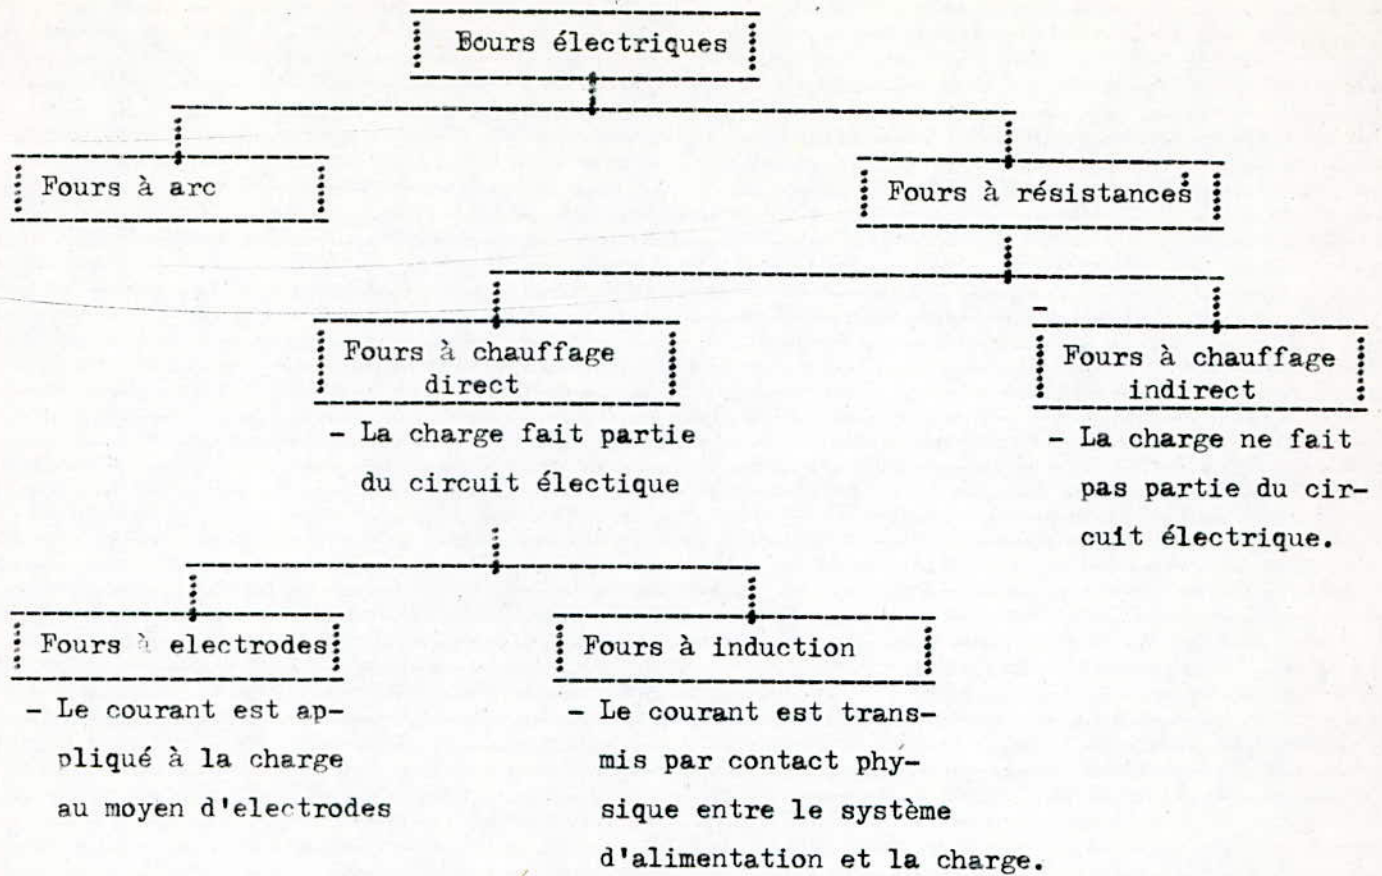 Bours électriques
Fours à arc
Fours à résistances
Fours à chauffage
direct
- La charge fait partie
du circuit électique
Fours à chauffage
indirect
- La charge ne fait
pas partie du cir-
cuit électrique.
Fours à electrodes
- Le courant est ap-
pliqué à la charge
au moyen d'electrodes
Fours à induction
- Le courant est trans-
mis par contact phy-
sique entre le système
d'alimentation et la charge.